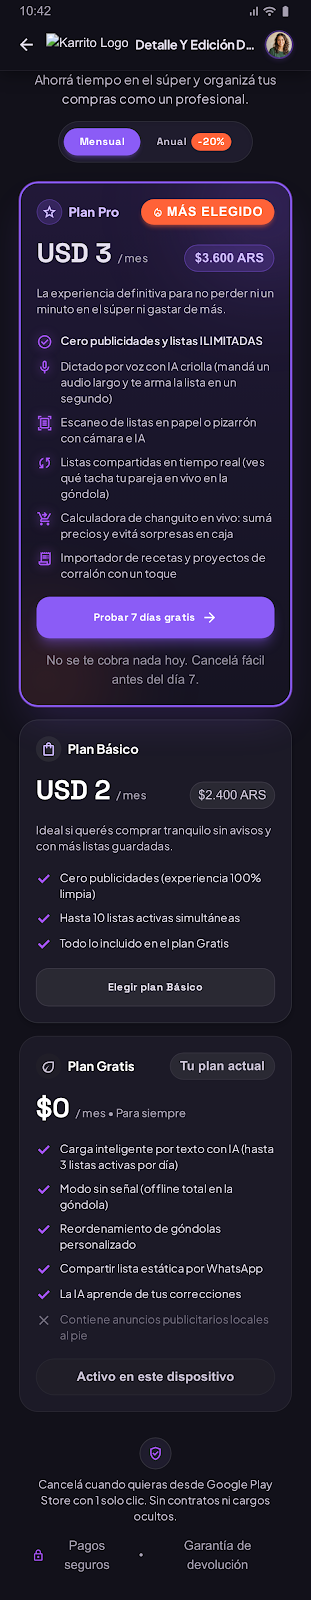 10:42
Karrito Logo Detalle Y Edición D...
Ahorrá tiempo en el súper y organizá tus
compras como un profesional.
Mensual Anual -20%
Plan Pro MÁS ELEGIDO
USD 3 / mes $3.600 ARS
La experiencia definitiva para no perder ni un
minuto en el súper ni gastar de más.
Cero publicidades y listas ILIMITADAS
Dictado por voz con IA criolla (mandá un
audio largo y te arma la lista en un
segundo)
Escaneo de listas en papel o pizarrón
con cámara e IA
Listas compartidas en tiempo real (ves
qué tacha tu pareja en vivo en la
góndola)
Calculadora de changuito en vivo: sumá
precios y evitá sorpresas en caja
Importador de recetas y proyectos de
corralón con un toque
Probar 7 días gratis →
No se te cobra nada hoy. Cancelá fácil
antes del día 7.
Plan Básico
USD 2 / mes $2.400 ARS
Ideal si querés comprar tranquilo sin avisos y
con más listas guardadas.
Cero publicidades (experiencia 100%
limpia)
Hasta 10 listas activas simultáneas
Todo lo incluido en el plan Gratis
Elegir plan Básico
Plan Gratis Tu plan actual
$0 / mes • Para siempre
Carga inteligente por texto con IA (hasta
3 listas activas por día)
Modo sin señal (offline total en la
góndola)
Reordenamiento de góndolas
personalizado
Compartir lista estática por WhatsApp
La IA aprende de tus correcciones
Contiene anuncios publicitarios locales
al pie
Activo en este dispositivo
Cancelá cuando quieras desde Google Play
Store con 1 solo clic. Sin contratos ni cargos
ocultos.
Pagos seguros • Garantía de devolución